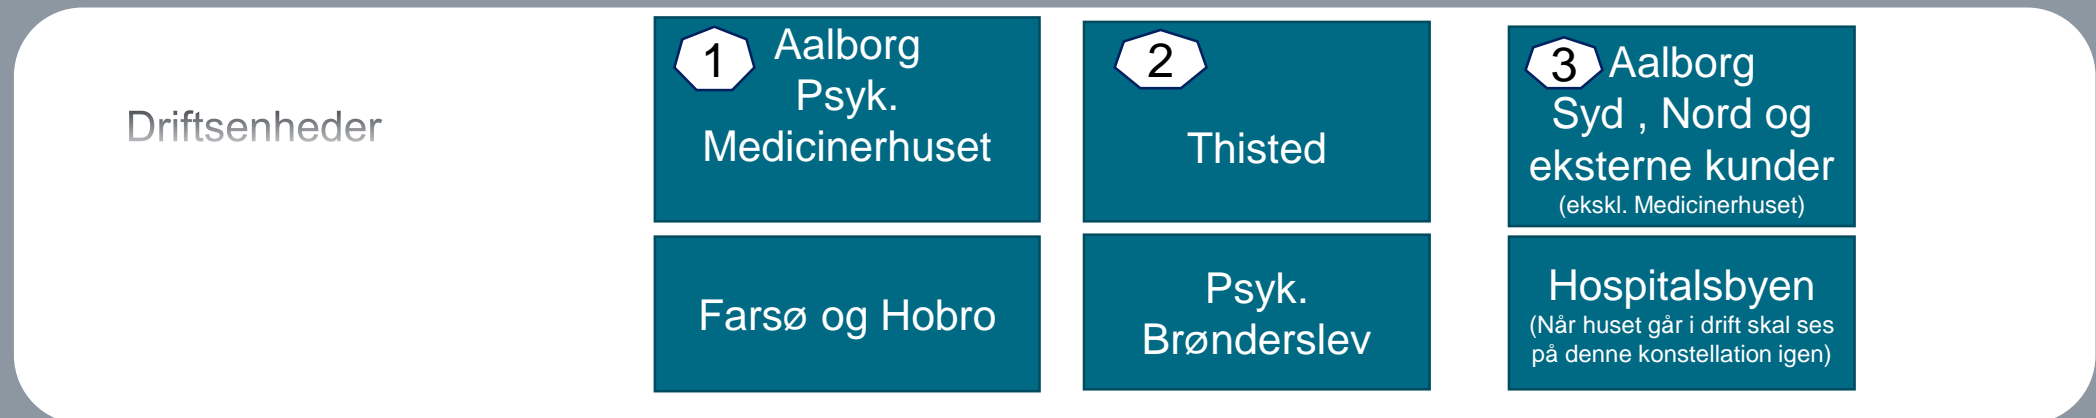 Driftsenheder
1
Aalborg
Psyk.
Medicinerhuset
Farsø og Hobro
2
Thisted
Psyk.
Brønderslev
3
Aalborg
Syd , Nord og
eksterne kunder
(ekskl. Medicinerhuset)
Hospitalsbyen
(Når huset går i drift skal ses
på denne konstellation igen)